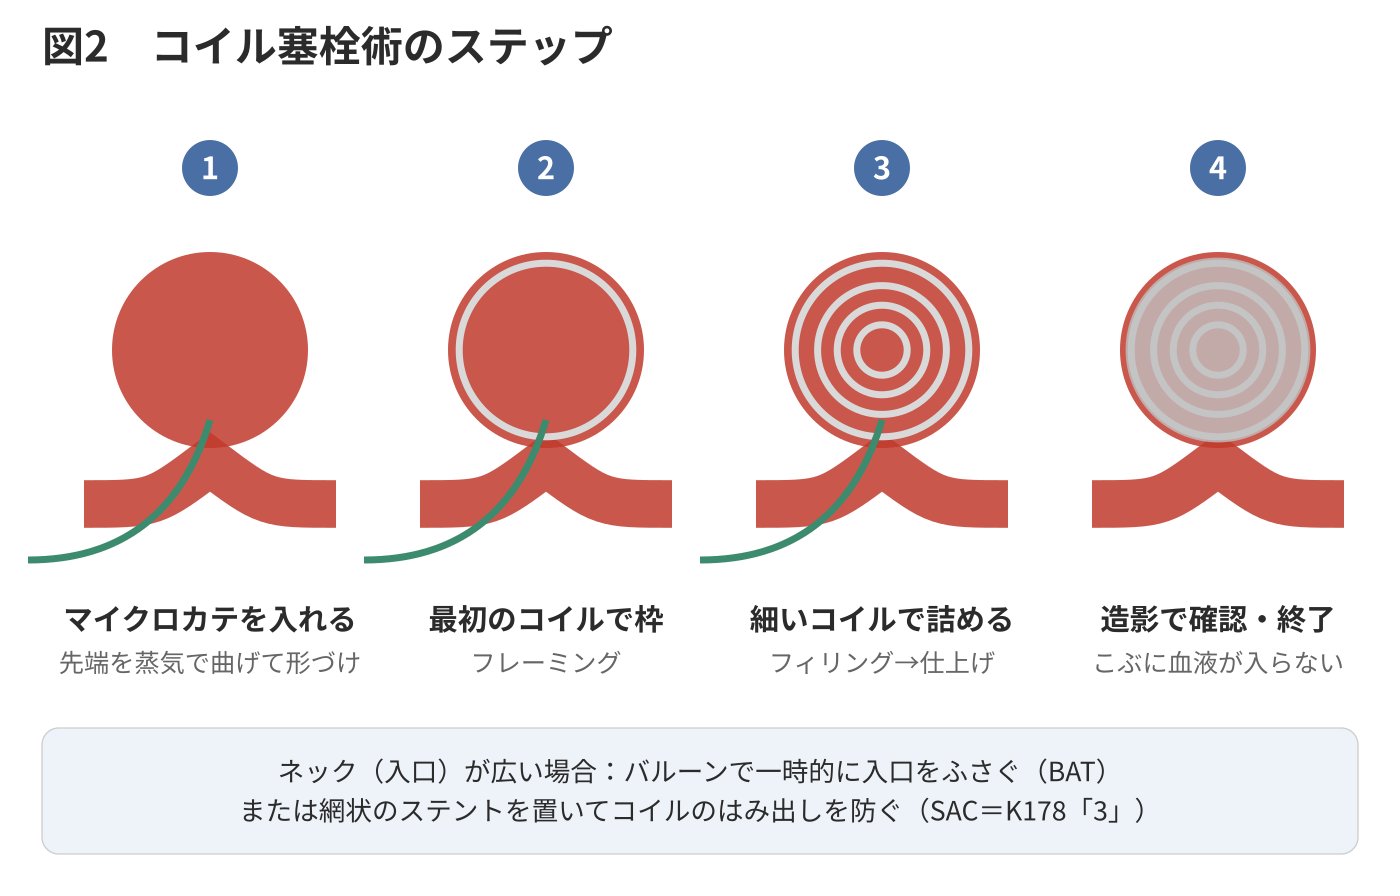 図2　コイル塞栓術のステップ
1
2
3
4
マイクロカテを入れる
先端を蒸気で曲げて形づけ
最初のコイルで枠
フレーミング
細いコイルで詰める
フィリング→仕上げ
造影で確認・終了
こぶに血液が入らない
ネック（入口）が広い場合：バルーンで一時的に入口をふさぐ（BAT）
または網状のステントを置いてコイルのはみ出しを防ぐ（SAC＝K178「3」）